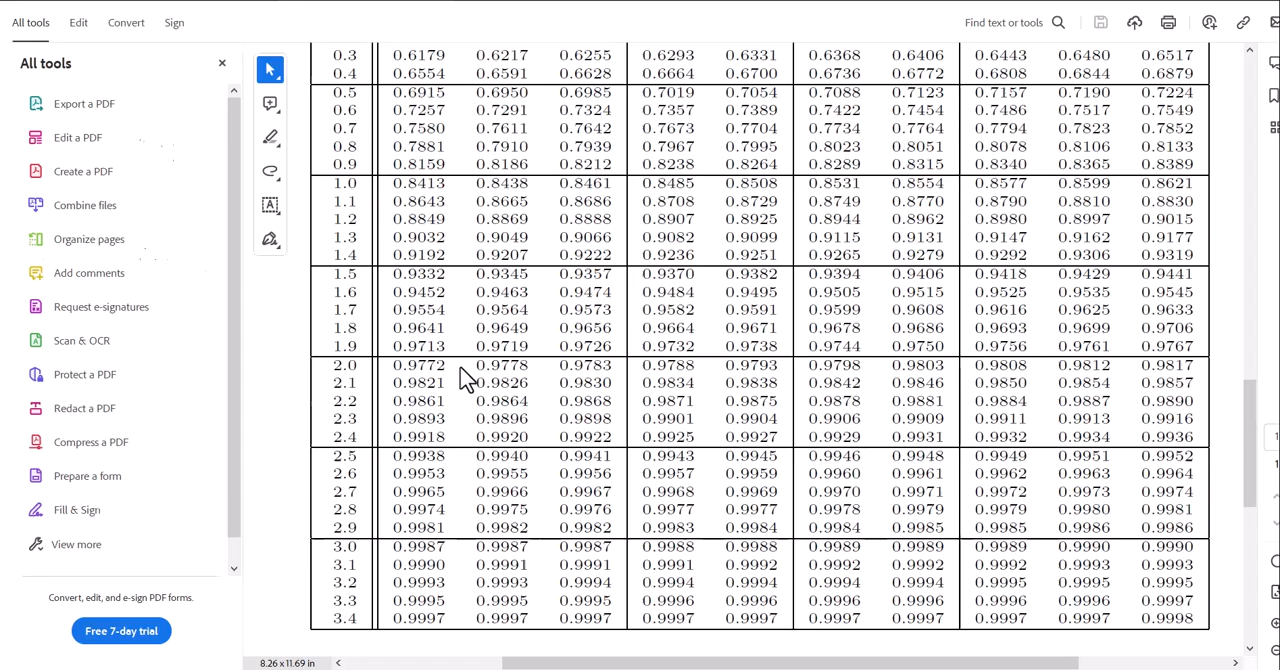 All tools Edit Convert Sign Find text or tools
All tools
Export a PDF
Edit a PDF
Create a PDF
Combine files
Organize pages
Add comments
Request e-signatures
Scan & OCR
Protect a PDF
Redact a PDF
Compress a PDF
Prepare a form
Fill & Sign
View more
Convert, edit, and e-sign PDF forms.
Free 7-day trial
0.3 0.6179 0.6217 0.6255 0.6293 0.6331 0.6368 0.6406 0.6443 0.6480 0.6517
0.4 0.6554 0.6591 0.6628 0.6664 0.6700 0.6736 0.6772 0.6808 0.6844 0.6879
0.5 0.6915 0.6950 0.6985 0.7019 0.7054 0.7088 0.7123 0.7157 0.7190 0.7224
0.6 0.7257 0.7291 0.7324 0.7357 0.7389 0.7422 0.7454 0.7486 0.7517 0.7549
0.7 0.7580 0.7611 0.7642 0.7673 0.7704 0.7734 0.7764 0.7794 0.7823 0.7852
0.8 0.7881 0.7910 0.7939 0.7967 0.7995 0.8023 0.8051 0.8078 0.8106 0.8133
0.9 0.8159 0.8186 0.8212 0.8238 0.8264 0.8289 0.8315 0.8340 0.8365 0.8389
1.0 0.8413 0.8438 0.8461 0.8485 0.8508 0.8531 0.8554 0.8577 0.8599 0.8621
1.1 0.8643 0.8665 0.8686 0.8708 0.8729 0.8749 0.8770 0.8790 0.8810 0.8830
1.2 0.8849 0.8869 0.8888 0.8907 0.8925 0.8944 0.8962 0.8980 0.8997 0.9015
1.3 0.9032 0.9049 0.9066 0.9082 0.9099 0.9115 0.9131 0.9147 0.9162 0.9177
1.4 0.9192 0.9207 0.9222 0.9236 0.9251 0.9265 0.9279 0.9292 0.9306 0.9319
1.5 0.9332 0.9345 0.9357 0.9370 0.9382 0.9394 0.9406 0.9418 0.9429 0.9441
1.6 0.9452 0.9463 0.9474 0.9484 0.9495 0.9505 0.9515 0.9525 0.9535 0.9545
1.7 0.9554 0.9564 0.9573 0.9582 0.9591 0.9599 0.9608 0.9616 0.9625 0.9633
1.8 0.9641 0.9649 0.9656 0.9664 0.9671 0.9678 0.9686 0.9693 0.9699 0.9706
1.9 0.9713 0.9719 0.9726 0.9732 0.9738 0.9744 0.9750 0.9756 0.9761 0.9767
2.0 0.9772 0.9778 0.9783 0.9788 0.9793 0.9798 0.9803 0.9808 0.9812 0.9817
2.1 0.9821 0.9826 0.9830 0.9834 0.9838 0.9842 0.9846 0.9850 0.9854 0.9857
2.2 0.9861 0.9864 0.9868 0.9871 0.9875 0.9878 0.9881 0.9884 0.9887 0.9890
2.3 0.9893 0.9896 0.9898 0.9901 0.9904 0.9906 0.9909 0.9911 0.9913 0.9916
2.4 0.9918 0.9920 0.9922 0.9925 0.9927 0.9929 0.9931 0.9932 0.9934 0.9936
2.5 0.9938 0.9940 0.9941 0.9943 0.9945 0.9946 0.9948 0.9949 0.9951 0.9952
2.6 0.9953 0.9955 0.9956 0.9957 0.9959 0.9960 0.9961 0.9962 0.9963 0.9964
2.7 0.9965 0.9966 0.9967 0.9968 0.9969 0.9970 0.9971 0.9972 0.9973 0.9974
2.8 0.9974 0.9975 0.9976 0.9977 0.9977 0.9978 0.9979 0.9979 0.9980 0.9981
2.9 0.9981 0.9982 0.9982 0.9983 0.9984 0.9984 0.9985 0.9985 0.9986 0.9986
3.0 0.9987 0.9987 0.9987 0.9988 0.9988 0.9989 0.9989 0.9989 0.9990 0.9990
3.1 0.9990 0.9991 0.9991 0.9991 0.9992 0.9992 0.9992 0.9992 0.9993 0.9993
3.2 0.9993 0.9993 0.9994 0.9994 0.9994 0.9994 0.9994 0.9995 0.9995 0.9995
3.3 0.9995 0.9995 0.9995 0.9996 0.9996 0.9996 0.9996 0.9996 0.9996 0.9997
3.4 0.9997 0.9997 0.9997 0.9997 0.9997 0.9997 0.9997 0.9997 0.9997 0.9998
8.26 x 11.69 in